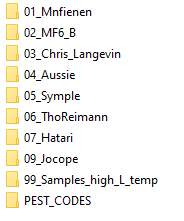 01_Mnfienen
02_MF6_B
03_Chris_Langevin
04_Aussie
05_Symple
06_ThoReimann
07_Hatari
09_Jocope
99_Samples_high_L_temp
PEST_CODES